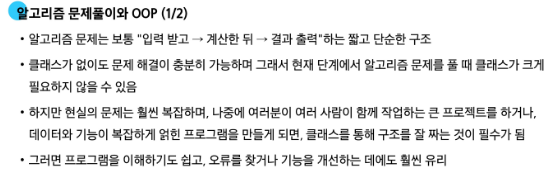 알고리즘 문제풀이와 OOP (1/2)
• 알고리즘 문제는 보통 "입력 받고 → 계산한 뒤 → 결과 출력"하는 짧고 단순한 구조
• 클래스가 없이도 문제 해결이 충분히 가능하며 그래서 현재 단계에서 알고리즘 문제를 풀 때 클래스가 크게
필요하지 않을 수 있음
• 하지만 현실의 문제는 훨씬 복잡하며, 나중에 여러분이 여러 사람이 함께 작업하는 큰 프로젝트를 하거나,
데이터와 기능이 복잡하게 얽힌 프로그램을 만들게 되면, 클래스를 통해 구조를 잘 짜는 것이 필수가 됨
• 그러면 프로그램을 이해하기도 쉽고, 오류를 찾거나 기능을 개선하는 데에도 훨씬 유리